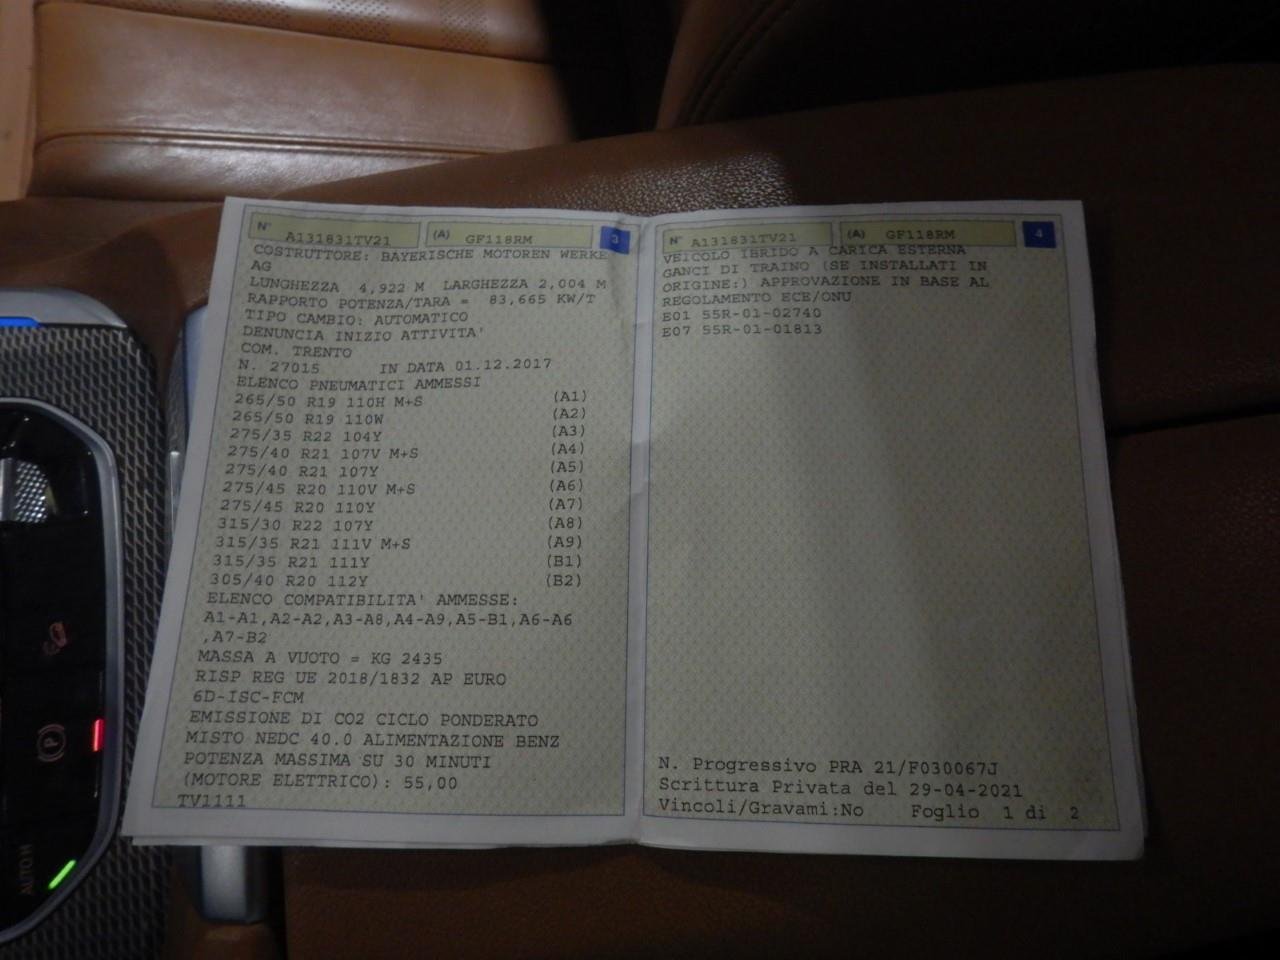 N° A131831TV21 (A) GF118RM 3
COSTRUTTORE: BAYERISCHE MOTOREN WERKE
AG
LUNGHEZZA 4,922 M LARGHEZZA 2,004 M
RAPPORTO POTENZA/TARA = 83,665 KW/T
TIPO CAMBIO: AUTOMATICO
DENUNCIA INIZIO ATTIVITA'
COM. TRENTO
N. 27015 IN DATA 01.12.2017
ELENCO PNEUMATICI AMMESSI
265/50 R19 110H M+S (A1)
265/50 R19 110W (A2)
275/35 R22 104Y (A3)
275/40 R21 107V M+S (A4)
275/40 R21 107Y (A5)
275/45 R20 110V M+S (A6)
275/45 R20 110Y (A7)
315/30 R22 107Y (A8)
315/35 R21 111V M+S (A9)
315/35 R21 111Y (B1)
305/40 R20 112Y (B2)
ELENCO COMPATIBILITA' AMMESSE:
A1-A1,A2-A2,A3-A8,A4-A9,A5-B1,A6-A6
,A7-B2
MASSA A VUOTO = KG 2435
RISP REG UE 2018/1832 AP EURO
6D-ISC-FCM
EMISSIONE DI CO2 CICLO PONDERATO
MISTO NEDC 40.0 ALIMENTAZIONE BENZ
POTENZA MASSIMA SU 30 MINUTI
(MOTORE ELETTRICO): 55,00
TV1111
N° A131831TV21 (A) GF118RM 4
VEICOLO IBRIDO A CARICA ESTERNA
GANCI DI TRAINO (SE INSTALLATI IN
ORIGINE:) APPROVAZIONE IN BASE AL
REGOLAMENTO ECE/ONU
E01 55R-01-02740
E07 55R-01-01813
N. Progressivo PRA 21/F030067J
Scrittura Privata del 29-04-2021
Vincoli/Gravami:No Foglio 1 di 2
P
AUTO H